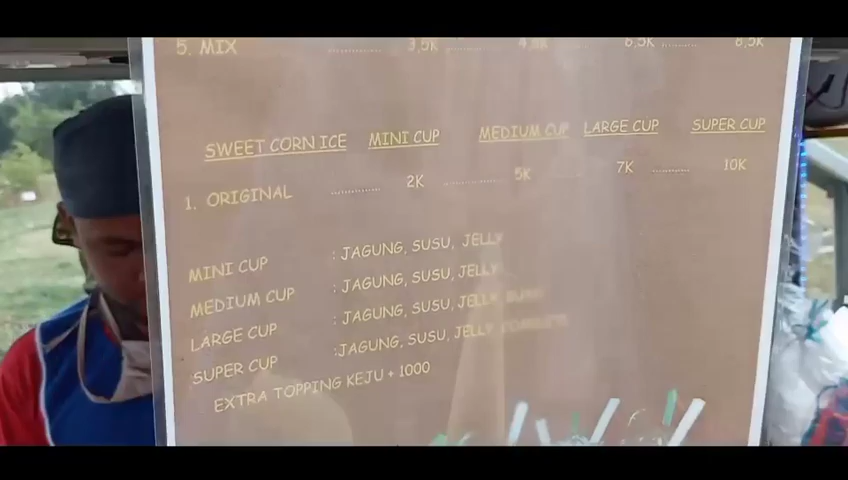 5. MIX ................ 3,5K ................ 4,5K 6,5K ............ 8,5K
SWEET CORN ICE MINI CUP MEDIUM CUP LARGE CUP SUPER CUP
1. ORIGINAL ................ 2K ................ 5K 7K ............ 10K
MINI CUP : JAGUNG, SUSU, JELLY
MEDIUM CUP : JAGUNG, SUSU, JELLY
LARGE CUP : JAGUNG, SUSU, JELLY
SUPER CUP :JAGUNG, SUSU, JELLY
EXTRA TOPPING KEJU + 1000